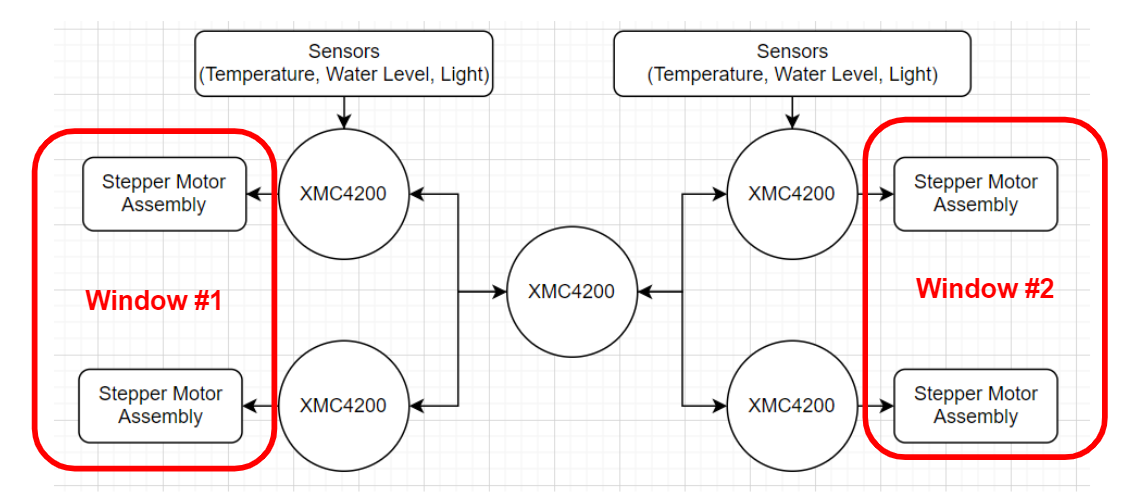 Sensors
(Temperature, Water Level, Light)
Sensors
(Temperature, Water Level, Light)
Stepper Motor
Assembly
XMC4200
XMC4200
Stepper Motor
Assembly
Window #1
XMC4200
Window #2
Stepper Motor
Assembly
XMC4200
XMC4200
Stepper Motor
Assembly